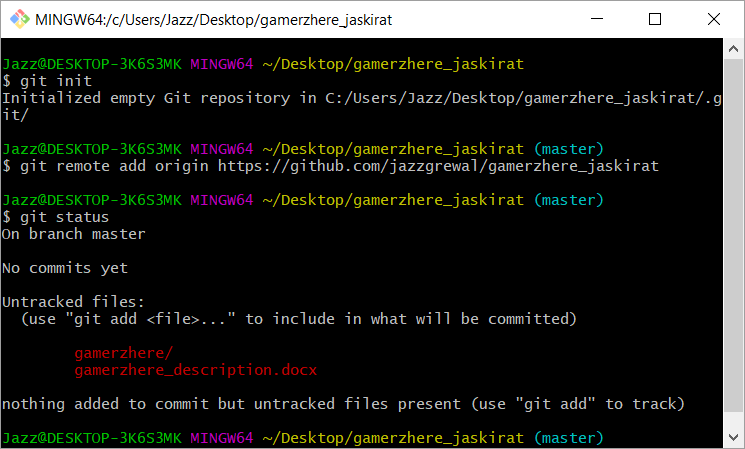 MINGW64:/c/Users/Jazz/Desktop/gamerzhere_jaskirat
Jazz@DESKTOP-3K6S3MK MINGW64 ~/Desktop/gamerzhere_jaskirat
$ git init
Initialized empty Git repository in C:/Users/Jazz/Desktop/gamerzhere_jaskirat/.g
it/
Jazz@DESKTOP-3K6S3MK MINGW64 ~/Desktop/gamerzhere_jaskirat (master)
$ git remote add origin https://github.com/jazzgrewal/gamerzhere_jaskirat
Jazz@DESKTOP-3K6S3MK MINGW64 ~/Desktop/gamerzhere_jaskirat (master)
$ git status
On branch master
No commits yet
Untracked files:
  (use "git add <file>..." to include in what will be committed)
        gamerzhere/
        gamerzhere_description.docx
nothing added to commit but untracked files present (use "git add" to track)
Jazz@DESKTOP-3K6S3MK MINGW64 ~/Desktop/gamerzhere_jaskirat (master)